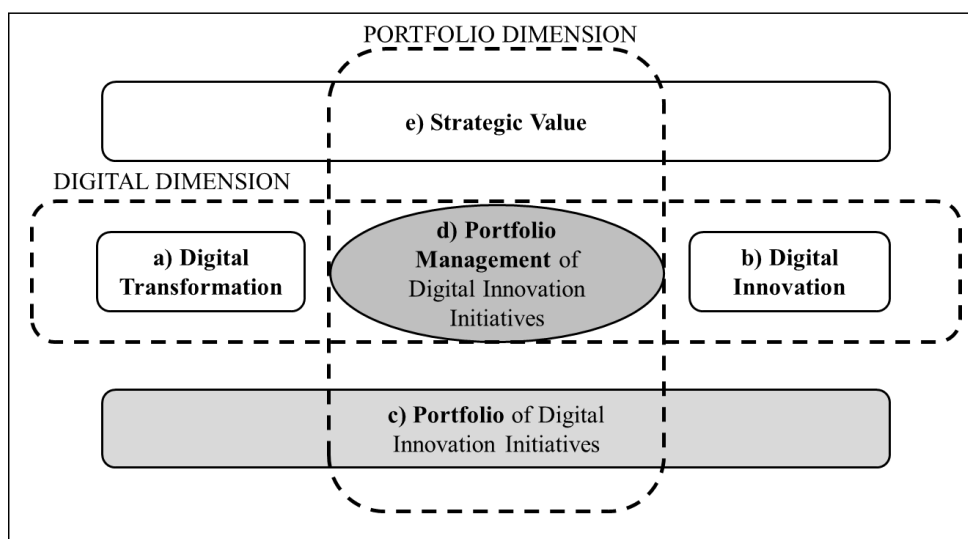 PORTFOLIO DIMENSION
e) Strategic Value
DIGITAL DIMENSION
a) Digital
Transformation
d) Portfolio
Management of
Digital Innovation
Initiatives
b) Digital
Innovation
c) Portfolio of Digital
Innovation Initiatives